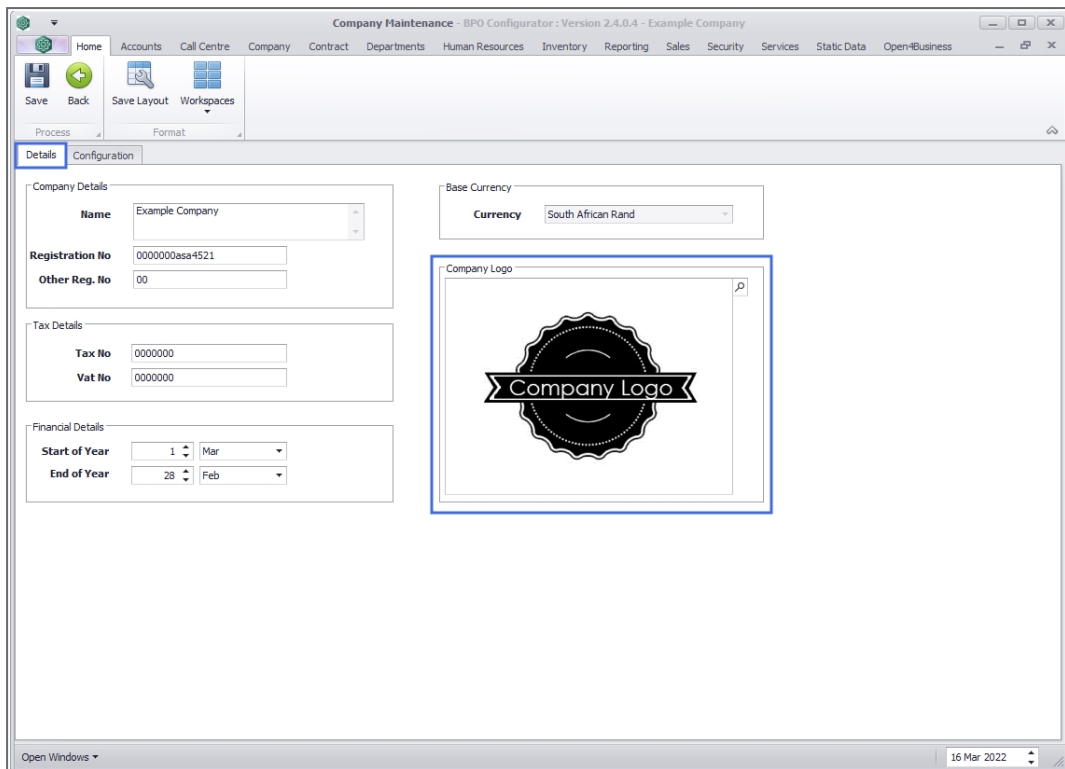 Company Maintenance - BPO Configurator : Version 2.4.0.4 - Example Company
Home Accounts Call Centre Company Contract Departments Human Resources Inventory Reporting Sales Security Services Static Data Open4Business
Save Back Save Layout Workspaces
Process Format
Details Configuration
Company Details
Name Example Company
Registration No 0000000asa4521
Other Reg. No 00
Tax Details
Tax No 0000000
Vat No 0000000
Financial Details
Start of Year 1 Mar
End of Year 28 Feb
Base Currency
Currency South African Rand
Company Logo
Company Logo
Open Windows
16 Mar 2022